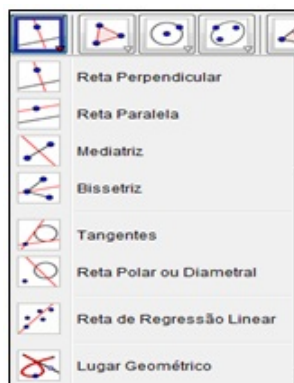 Reta Perpendicular
Reta Paralela
Mediatriz
Bissetriz
Tangentes
Reta Polar ou Diametral
Reta de Regressão Linear
Lugar Geométrico